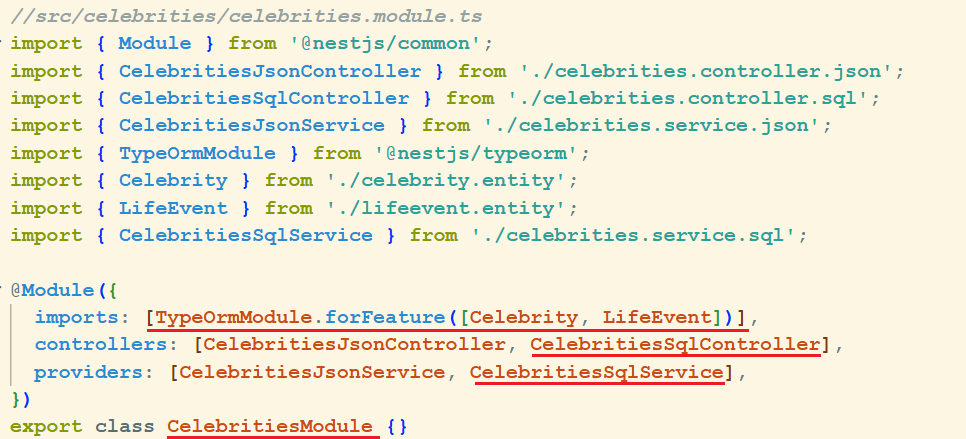 //src/celebrities/celebrities.module.ts
import { Module } from '@nestjs/common';
import { CelebritiesJsonController } from './celebrities.controller.json';
import { CelebritiesSqlController } from './celebrities.controller.sql';
import { CelebritiesJsonService } from './celebrities.service.json';
import { TypeOrmModule } from '@nestjs/typeorm';
import { Celebrity } from './celebrity.entity';
import { LifeEvent } from './lifeevent.entity';
import { CelebritiesSqlService } from './celebrities.service.sql';

@Module({
  imports: [TypeOrmModule.forFeature([Celebrity, LifeEvent])],
  controllers: [CelebritiesJsonController, CelebritiesSqlController],
  providers: [CelebritiesJsonService, CelebritiesSqlService],
})
export class CelebritiesModule {}